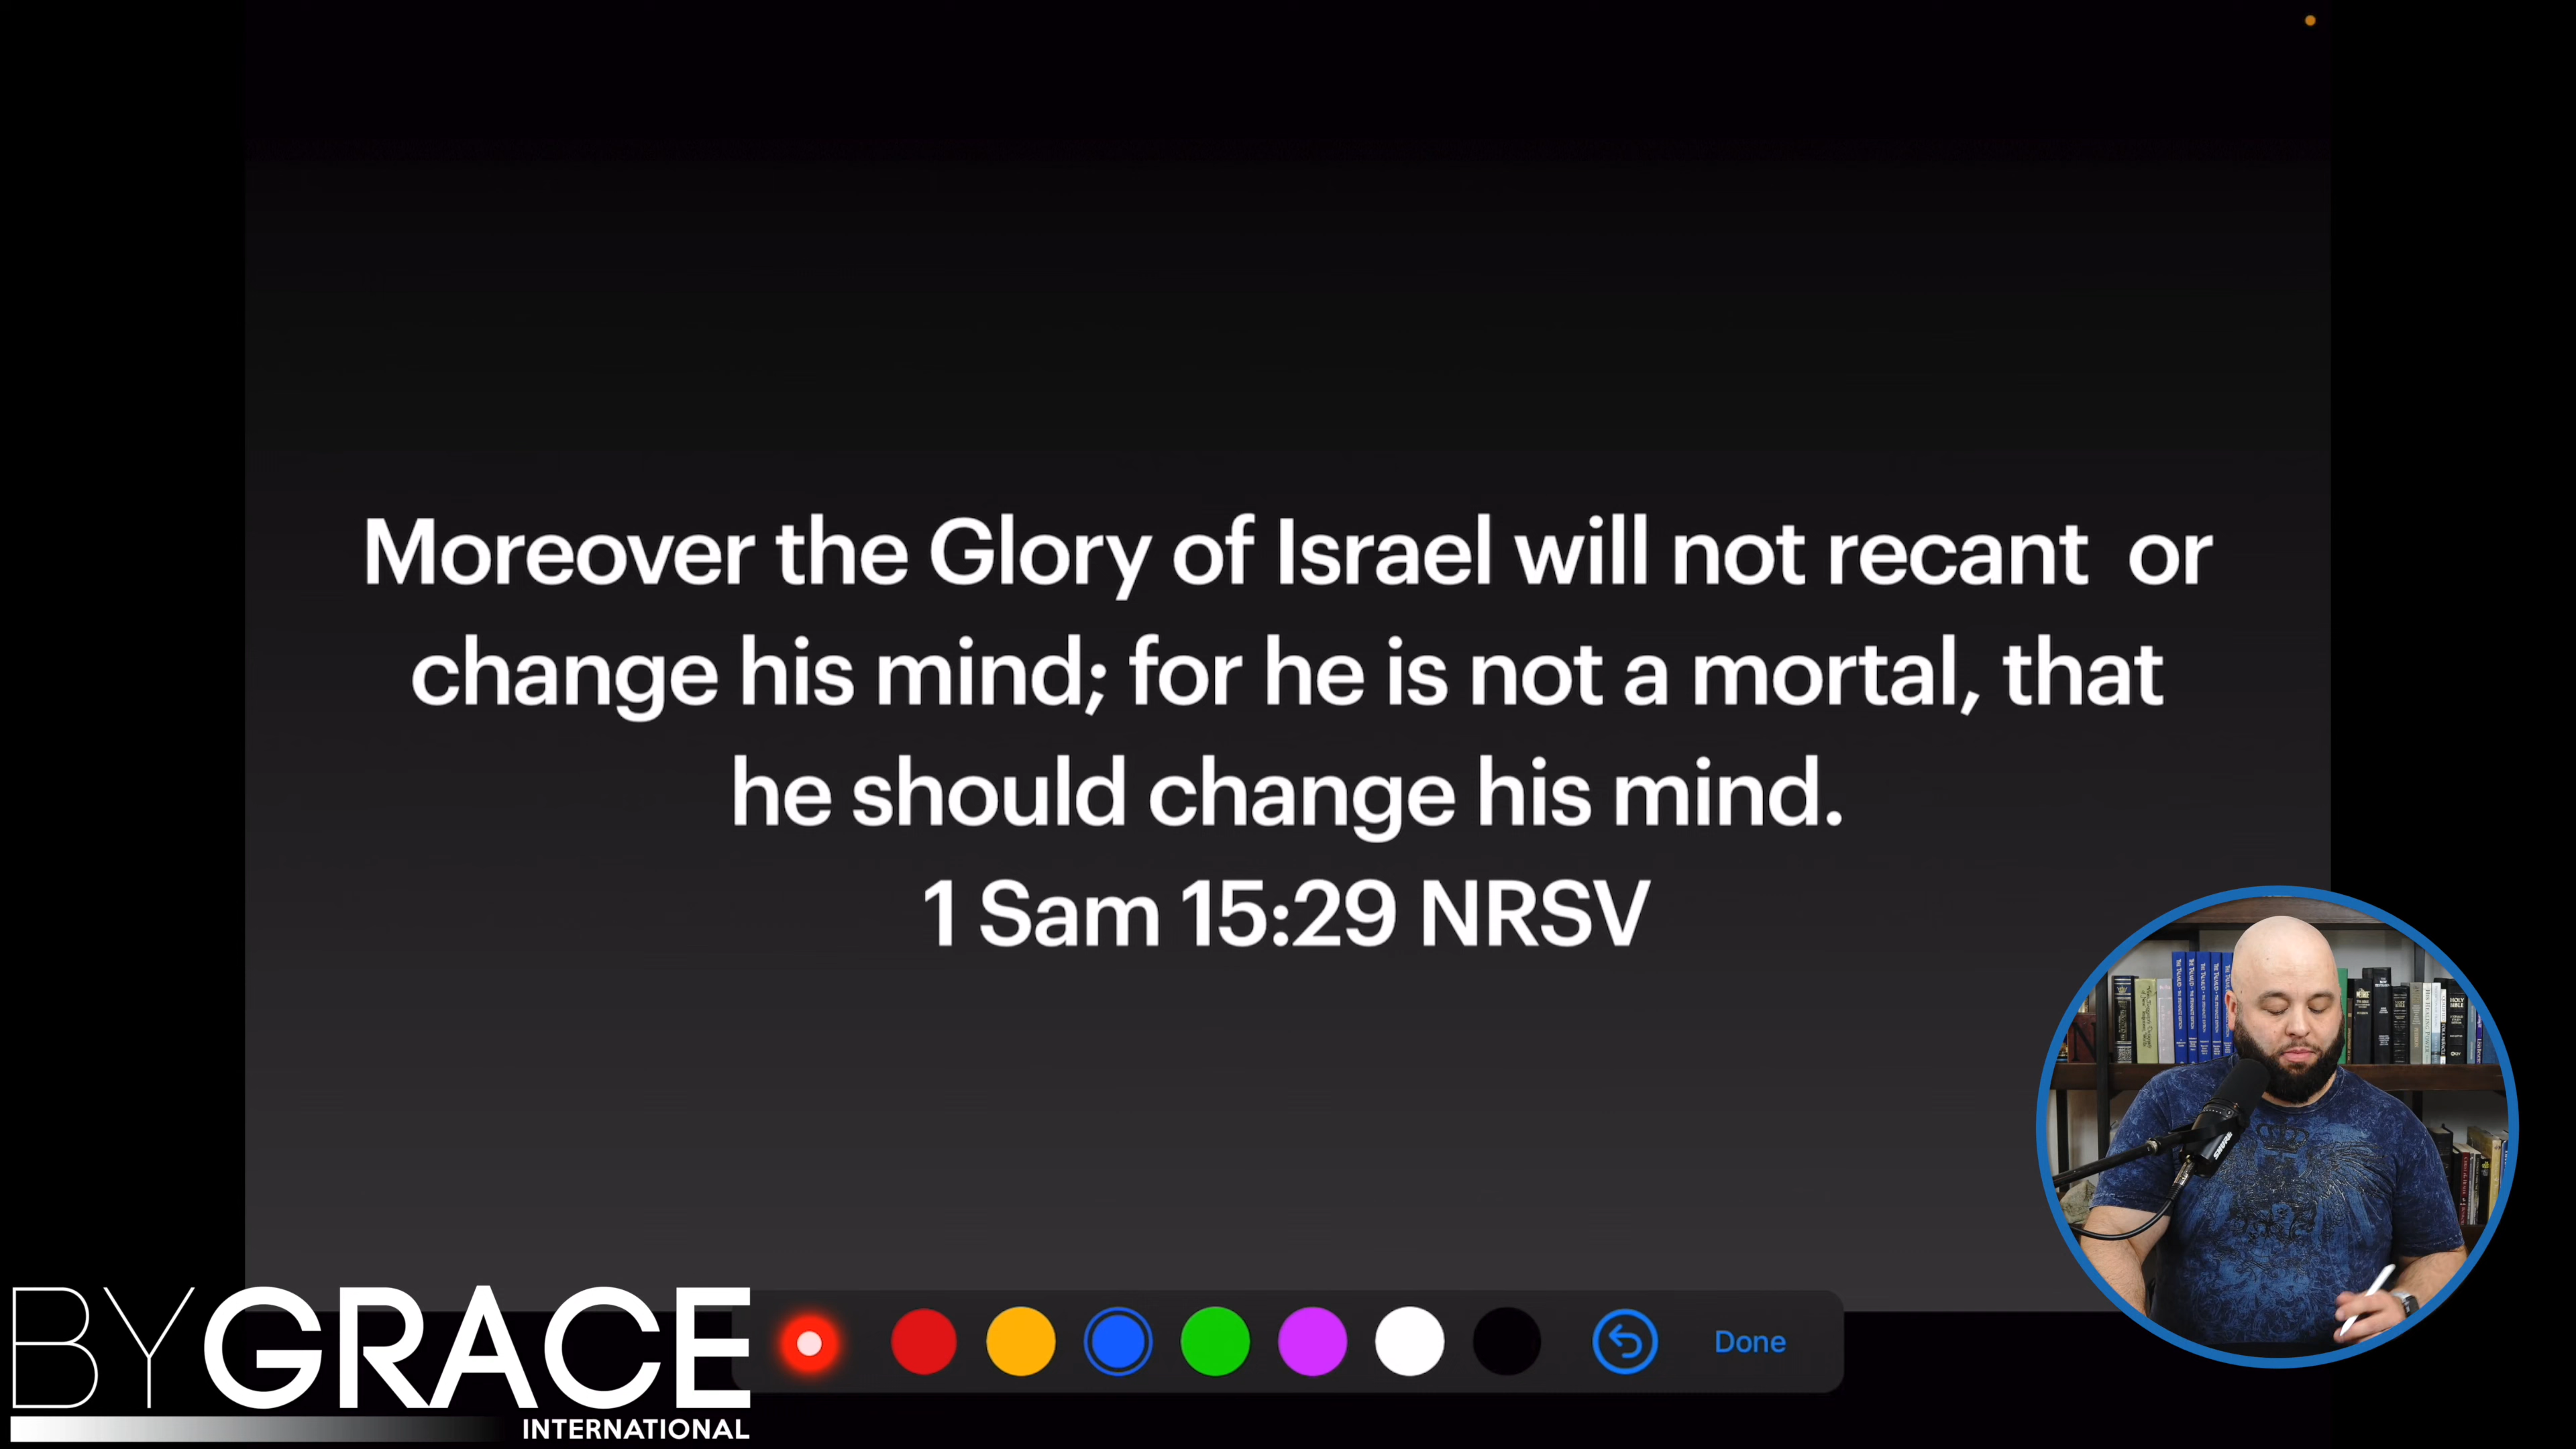 Moreover the Glory of Israel will not recant  or
change his mind; for he is not a mortal, that
he should change his mind.
1 Sam 15:29 NRSV
Done
BYGRACE
INTERNATIONAL
SHURE